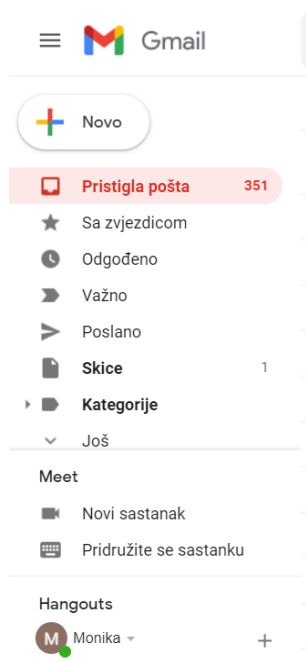 Gmail
Novo
Pristigla pošta 351
Sa zvjezdicom
Odgođeno
Važno
Poslano
Skice 1
Kategorije
Još
Meet
Novi sastanak
Pridružite se sastanku
Hangouts
M Monika